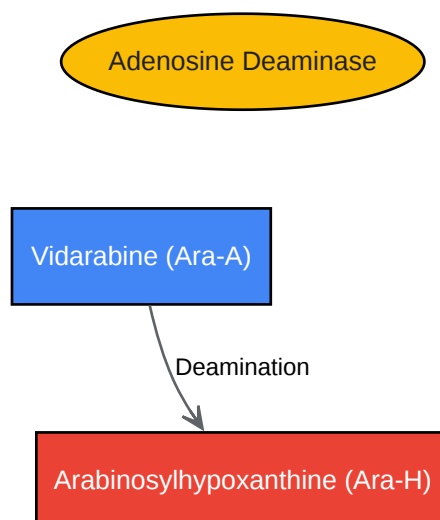 Adenosine Deaminase
Vidarabine (Ara-A)
Deamination
Arabinosylhypoxanthine (Ara-H)